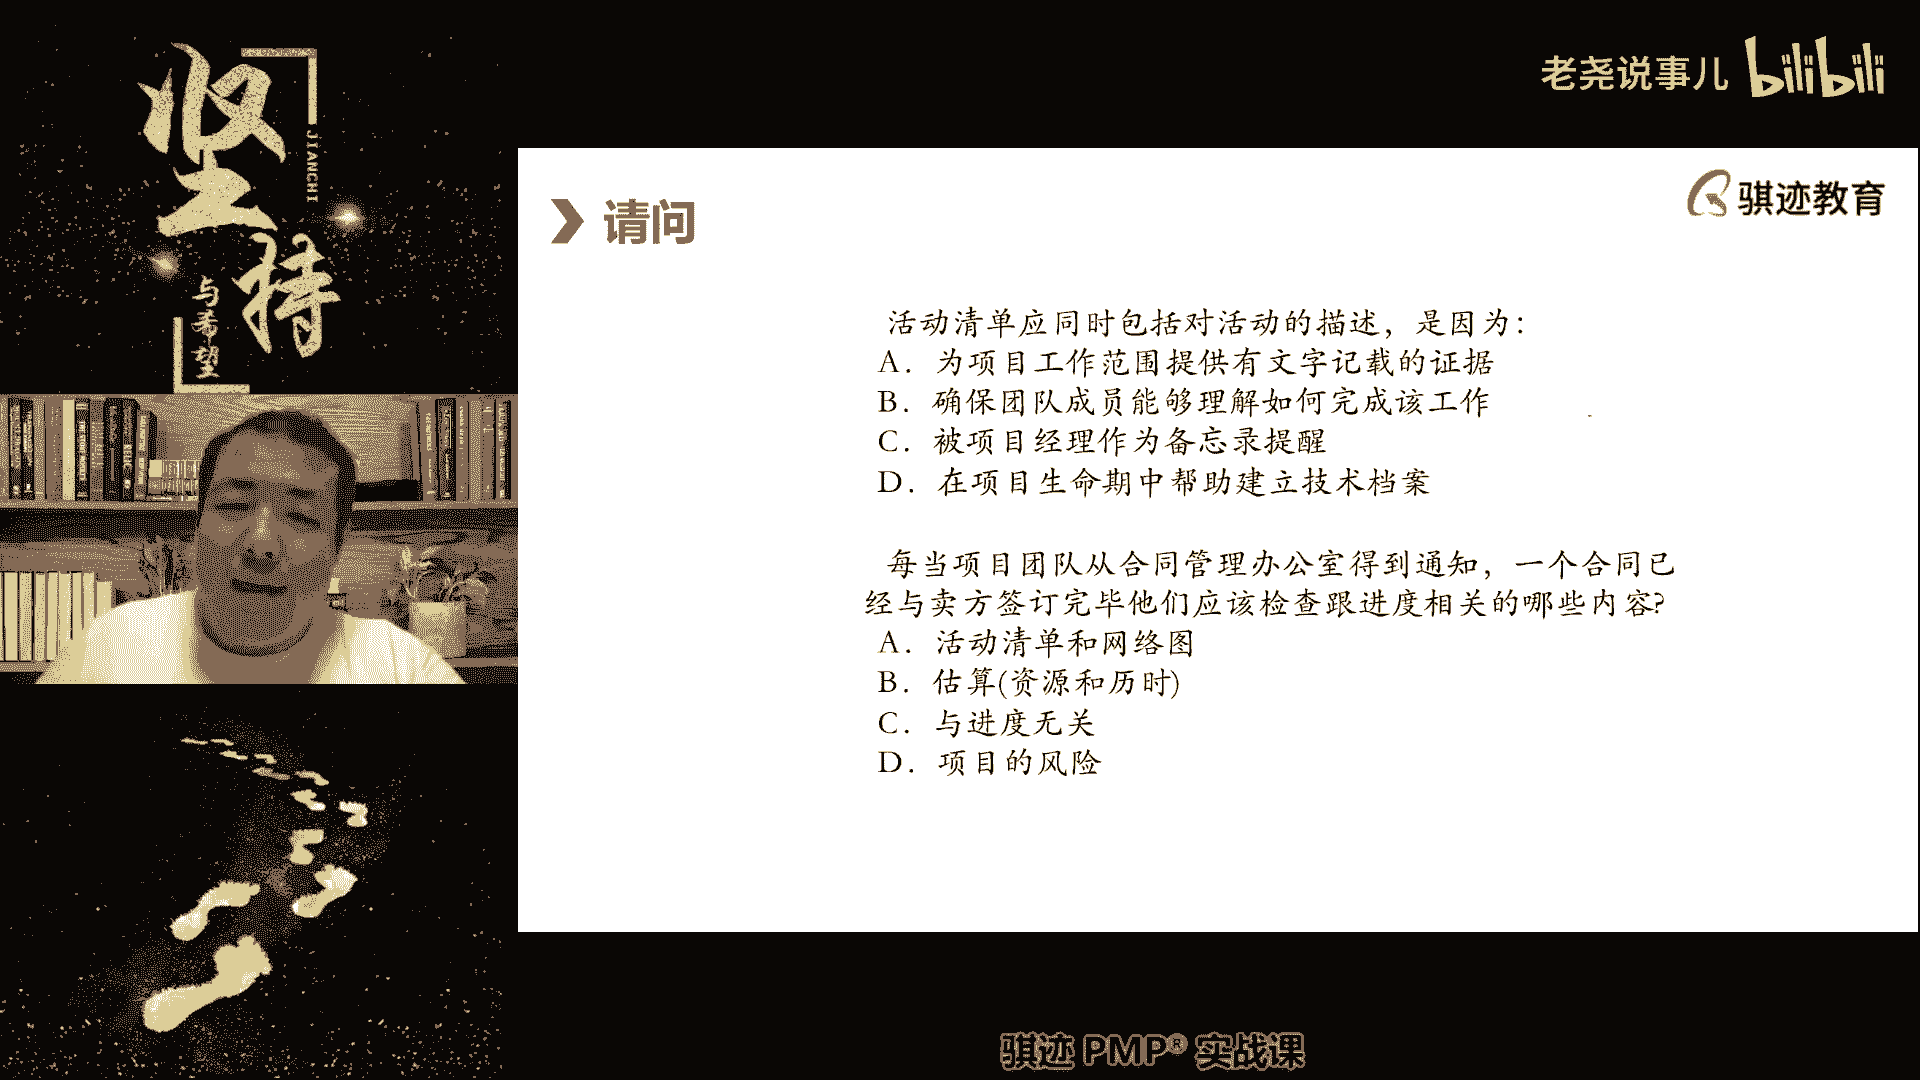 坚持
JIANCHI
与希望
老尧说事儿 bilibili
骐迹教育
请问
活动清单应同时包括对活动的描述，是因为：
A. 为项目工作范围提供有文字记载的证据
B. 确保团队成员能够理解如何完成该工作
C. 被项目经理作为备忘录提醒
D. 在项目生命期中帮助建立技术档案
每当项目团队从合同管理办公室得到通知，一个合同已
经与卖方签订完毕他们应该检查跟进度相关的哪些内容?
A. 活动清单和网络图
B. 估算(资源和历时)
C. 与进度无关
D. 项目的风险
骐迹 PMP® 实战课